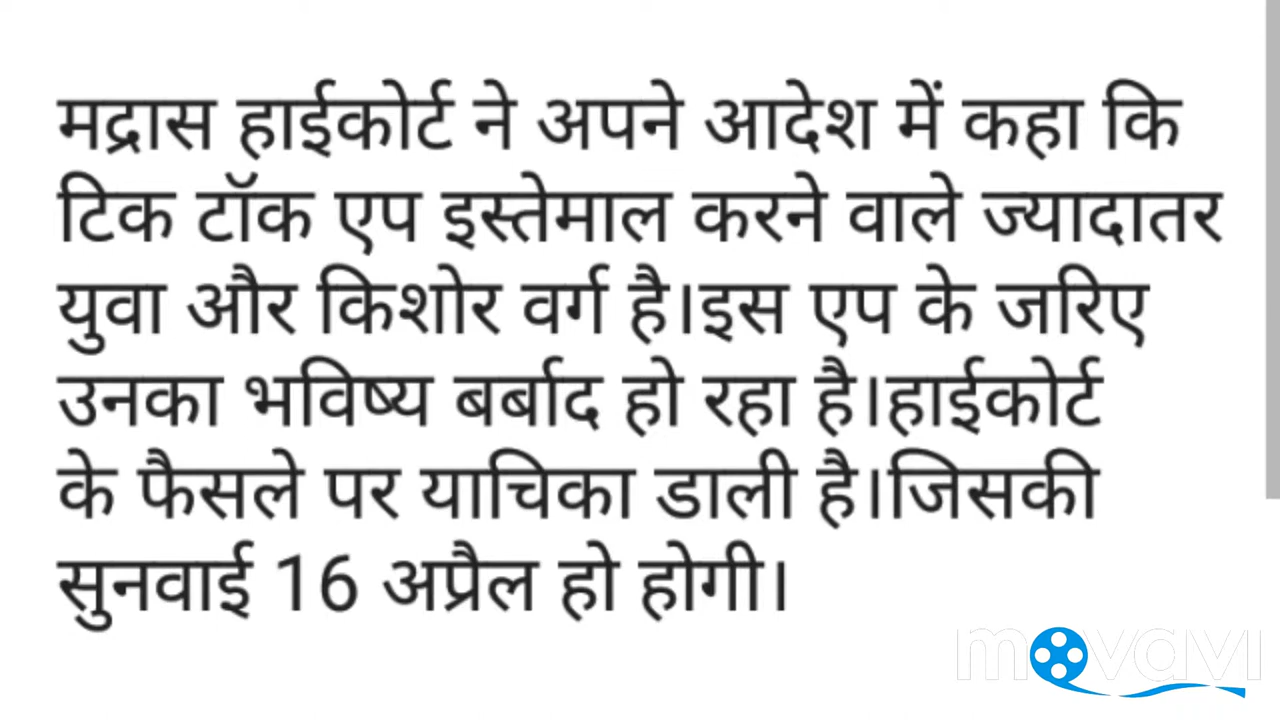 मद्रास हाईकोर्ट ने अपने आदेश में कहा कि
टिक टॉक एप इस्तेमाल करने वाले ज्यादातर
युवा और किशोर वर्ग है।इस एप के जरिए
उनका भविष्य बर्बाद हो रहा है।हाईकोर्ट
के फैसले पर याचिका डाली है।जिसकी
सुनवाई 16 अप्रैल हो होगी।
movavi